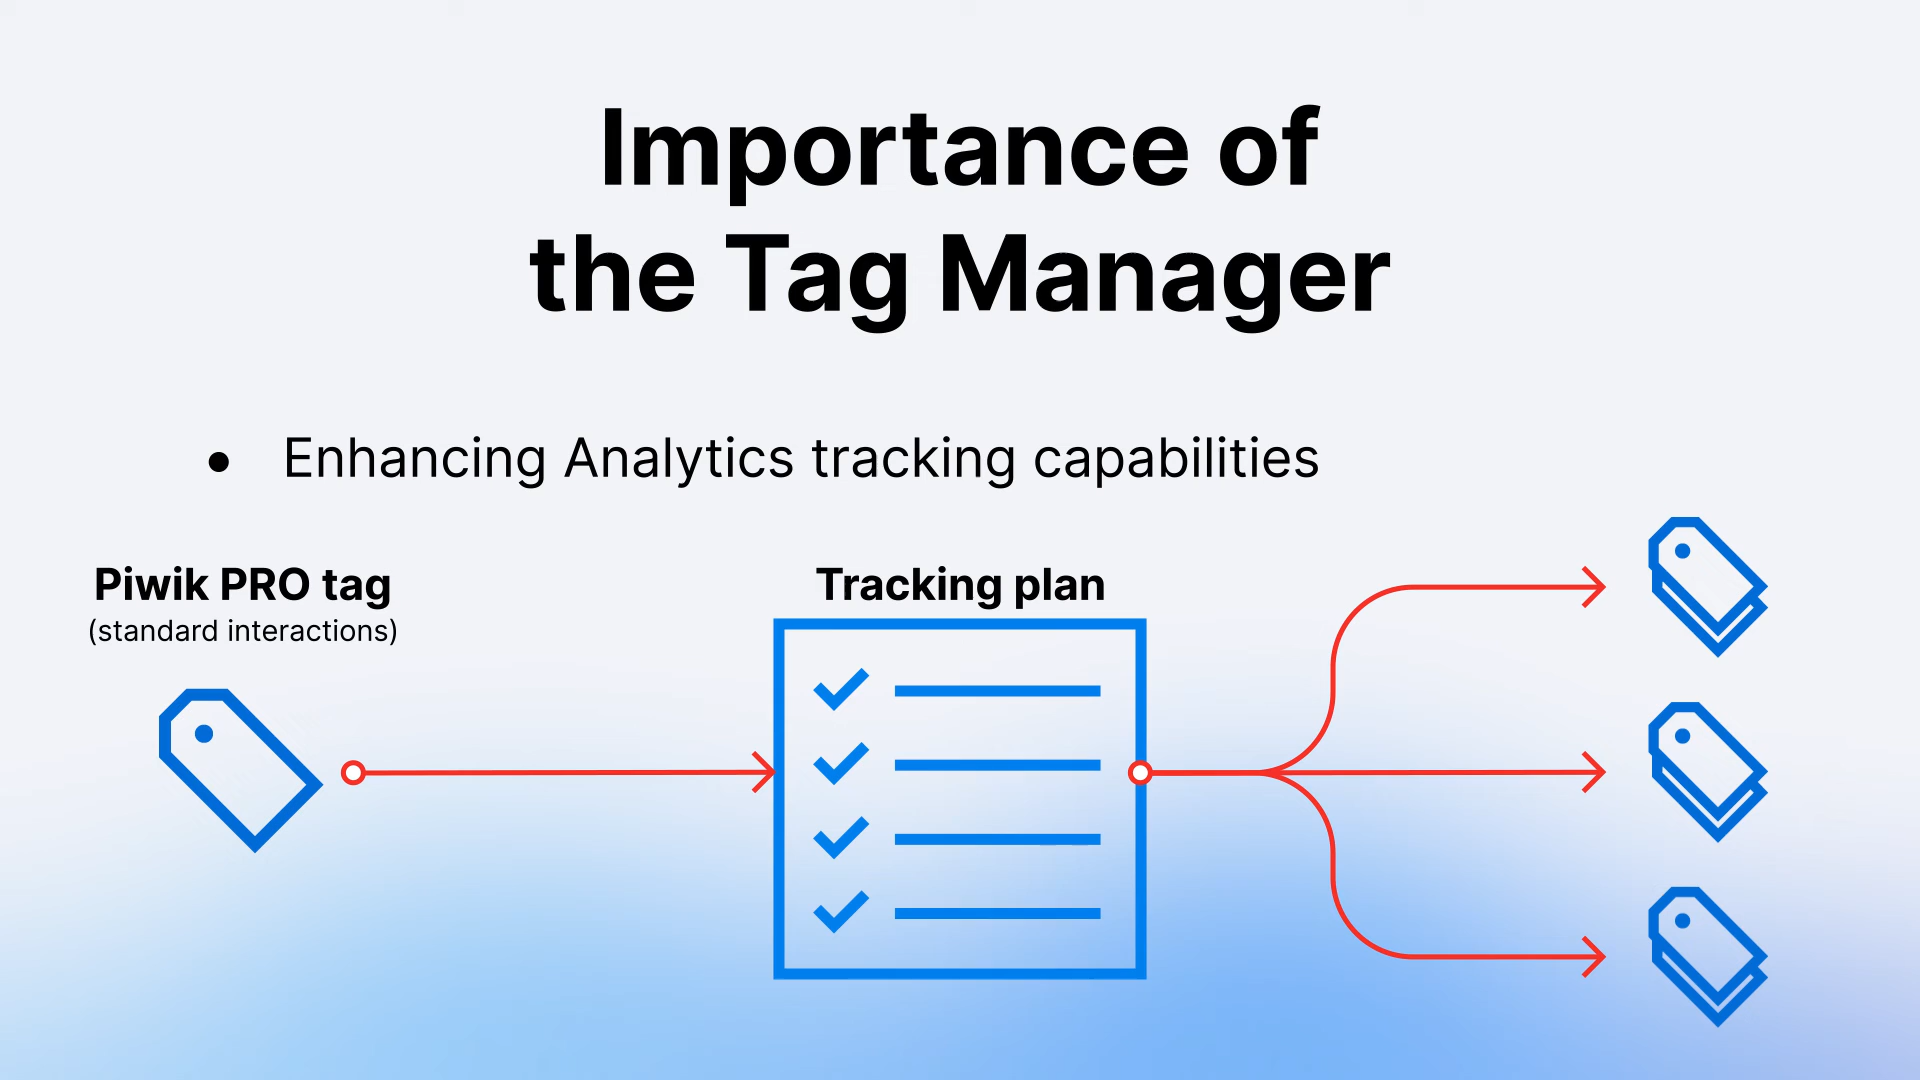 Importance of
the Tag Manager
• Enhancing Analytics tracking capabilities
Piwik PRO tag
(standard interactions)
Tracking plan